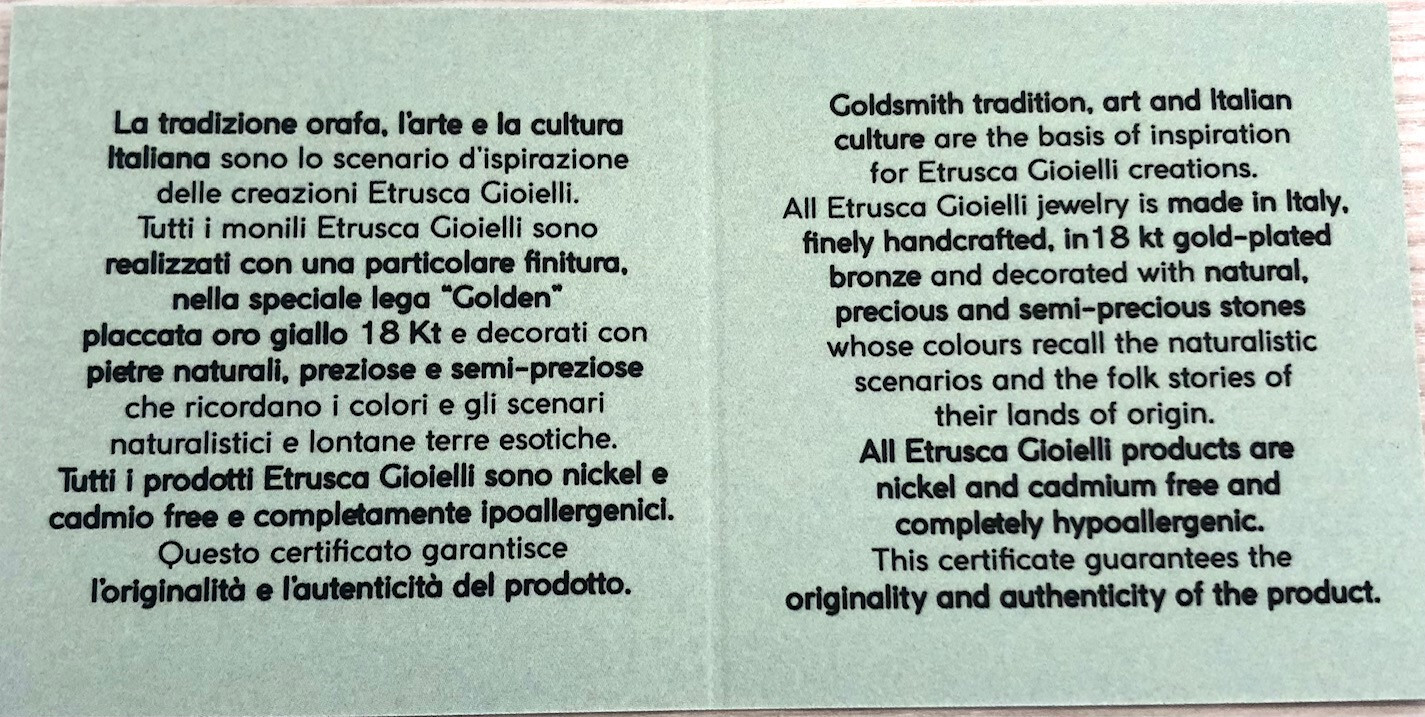 La tradizione orafa, l'arte e la cultura
Italiana sono lo scenario d'ispirazione
delle creazioni Etrusca Gioielli.
Tutti i monili Etrusca Gioielli sono
realizzati con una particolare finitura,
nella speciale lega "Golden"
placcata oro giallo 18 Kt e decorati con
pietre naturali, preziose e semi-preziose
che ricordano i colori e gli scenari
naturalistici e lontane terre esotiche.
Tutti i prodotti Etrusca Gioielli sono nickel e
cadmio free e completamente ipoallergenici.
Questo certificato garantisce
l'originalità e l'autenticità del prodotto.
Goldsmith tradition, art and Italian
culture are the basis of inspiration
for Etrusca Gioielli creations.
All Etrusca Gioielli jewelry is made in Italy,
finely handcrafted, in18 kt gold-plated
bronze and decorated with natural,
precious and semi-precious stones
whose colours recall the naturalistic
scenarios and the folk stories of
their lands of origin.
All Etrusca Gioielli products are
nickel and cadmium free and
completely hypoallergenic.
This certificate guarantees the
originality and authenticity of the product.